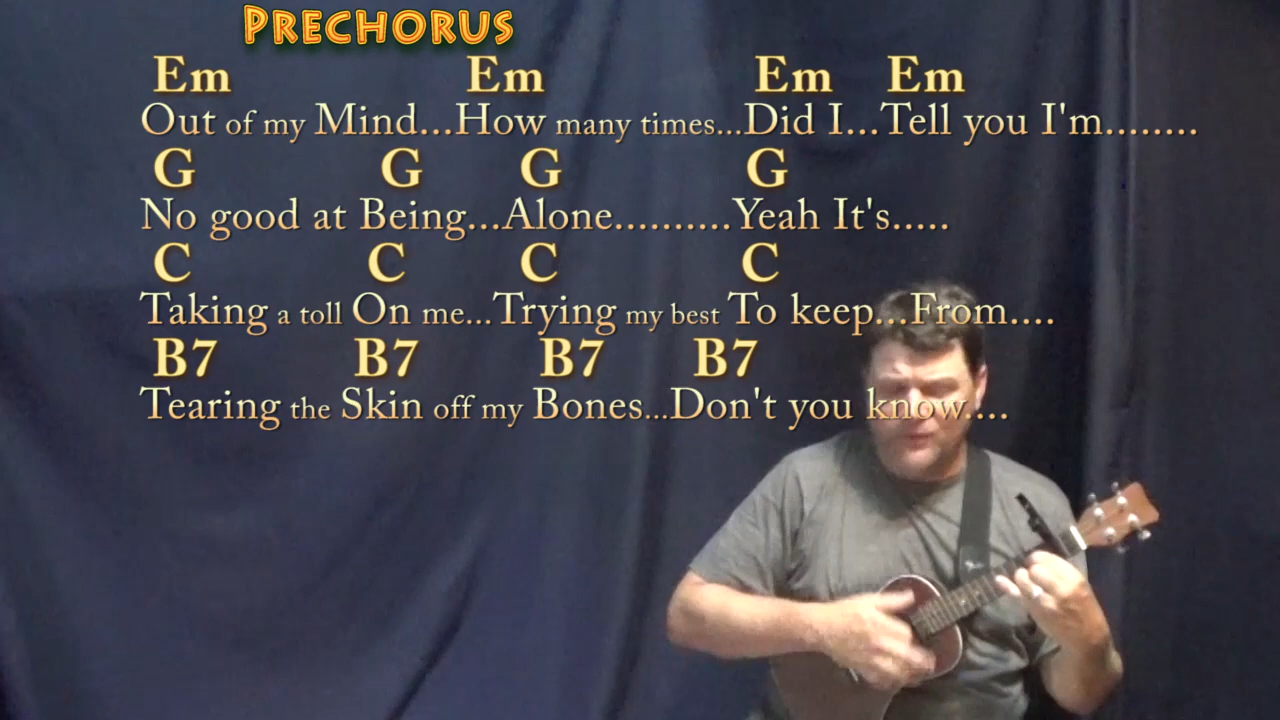 PRECHORUS
Em Em Em Em
Out of my Mind...How many times...Did I...Tell you I'm........
G G G G
No good at Being...Alone..........Yeah It's.....
C C C C
Taking a toll On me...Trying my best To keep...From....
B7 B7 B7 B7
Tearing the Skin off my Bones...Don't you know....